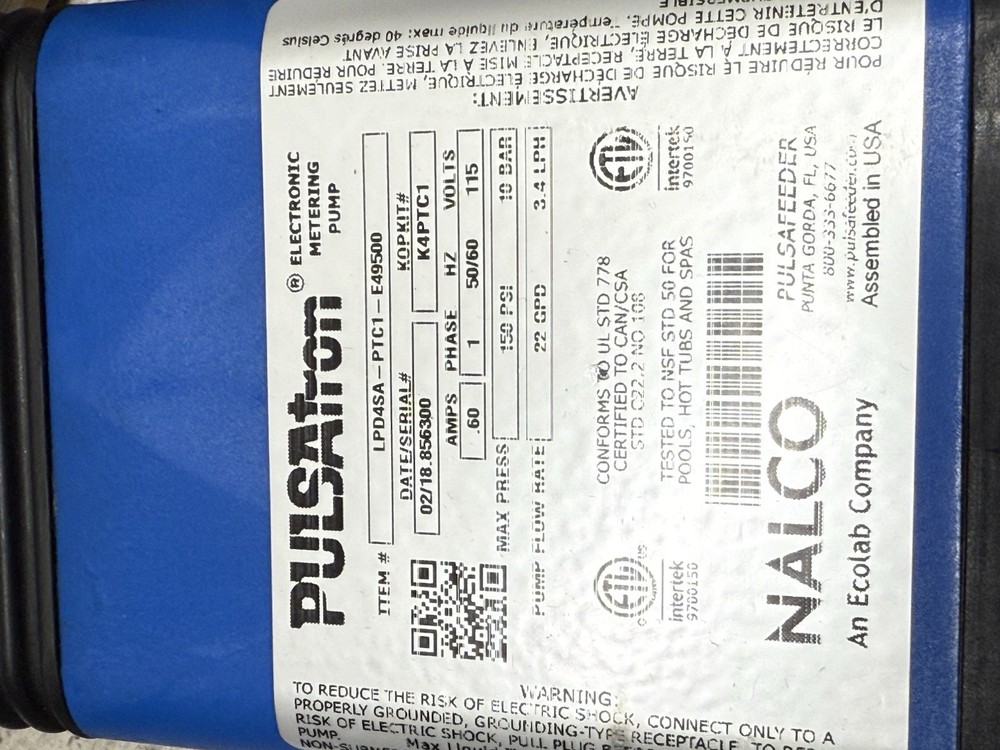 PULSAtron® ELECTRONIC
METERING
PUMP
ITEM # LPD4SA-PTC1-E49500
DATE/SERIAL# KOPKIT#
02/18.856300 K4PTC1
AMPS PHASE HZ VOLTS
.60 1 50/60 115
MAX PRESS 150 PSI 10 BAR
PUMP FLOW RATE 22 GPD 3.4 LPH
CONFORMS TO UL STD 778
CERTIFIED TO CAN/CSA
STD C22.2 NO 108
TESTED TO NSF STD 50 FOR
POOLS, HOT TUBS AND SPAS
ETL
C US
Intertek
9700150
ETL
Intertek
9700150
NALCO
An Ecolab Company
PULSAFEEDER
PUNTA GORDA, FL, USA
800-333-6677
www.pulsafeeder.com
Assembled in USA
WARNING:
TO REDUCE THE RISK OF ELECTRIC SHOCK, CONNECT ONLY TO A
PROPERLY GROUNDED, GROUNDING-TYPE RECEPTACLE. TO
RISK OF ELECTRIC SHOCK, PULL PLUG
PUMP.
Max
AVERTISSEMENT:
POUR RÉDUIRE LE RISQUE DE DÉCHARGE ÉLECTRIQUE, METTEZ SEULEMENT
CORRECTEMENT À LA TERRE, RECEPTACLE MISE À LA TERRE. POUR RÉDUIRE
LE RISQUE DE DÉCHARGE ÉLECTRIQUE, ENLEVEZ LA PRISE AVANT
D'ENTRETENIR CETTE POMPE. Température du liquide max: 40 degrés Celsius